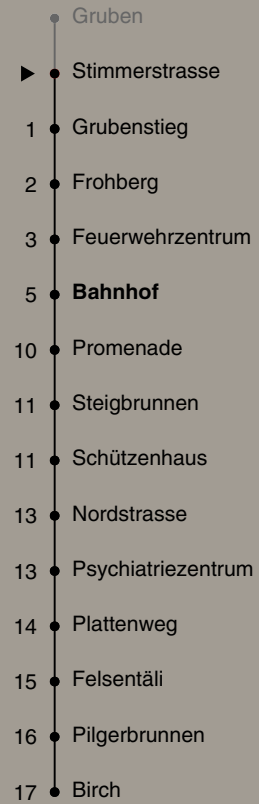 Gruben
Stimmerstrasse
1 Grubenstieg
2 Frohberg
3 Feuerwehrzentrum
5 Bahnhof
10 Promenade
11 Steigbrunnen
11 Schützenhaus
13 Nordstrasse
13 Psychiatriezentrum
14 Plattenweg
15 Felsentäli
16 Pilgerbrunnen
17 Birch